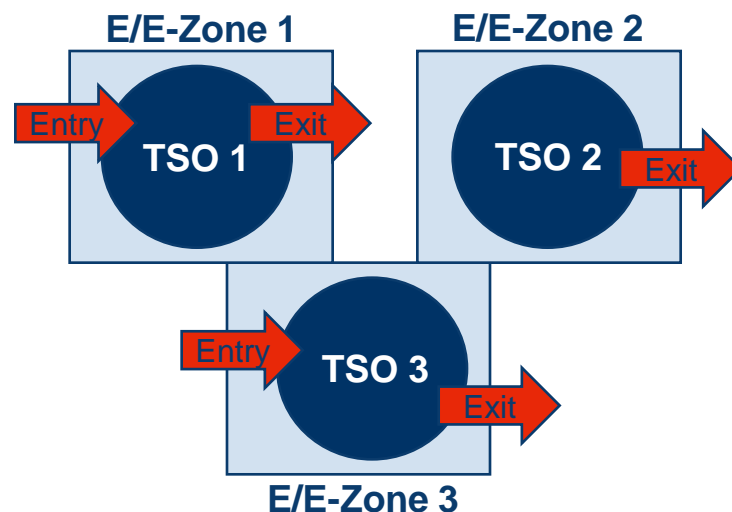 E/E-Zone 1
E/E-Zone 2
Entry
TSO 1
Exit
TSO 2
Exit
Entry
TSO 3
Exit
E/E-Zone 3